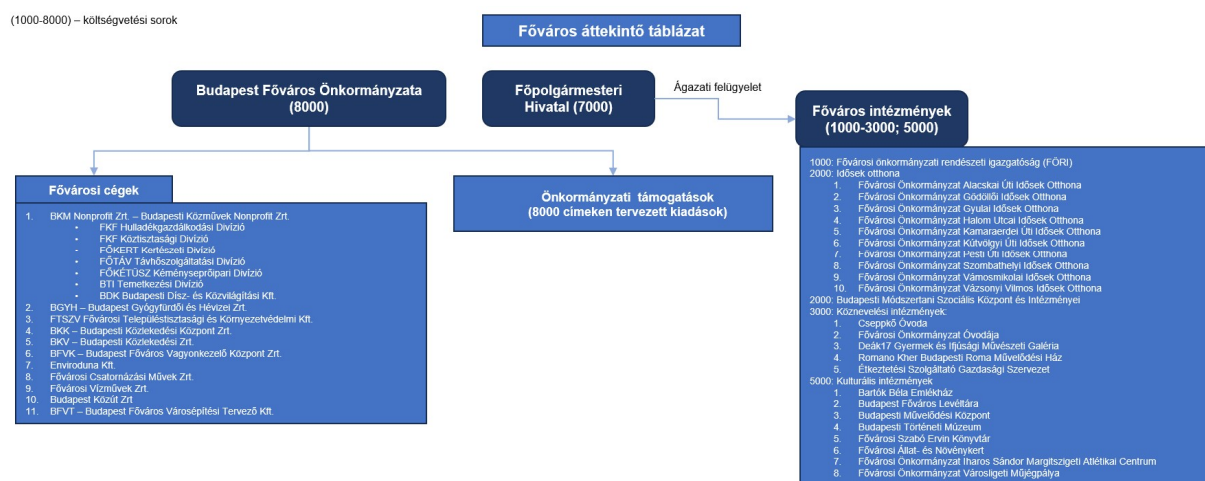 (1000-8000) – költségvetési sorok
Főváros áttekintő táblázat
Budapest Főváros Önkormányzata
(8000)
Főpolgármesteri
Hivatal (7000)
Ágazati felügyelet
Főváros intézmények
(1000-3000; 5000)
Fővárosi cégek
1. BKM Nonprofit Zrt. – Budapesti Közművek Nonprofit Zrt.
• FKF Hulladékgazdálkodási Divízió
• FKF Köztisztasági Divízió
• FŐKERT Kertészeti Divízió
• FŐTÁV Távhőszolgáltatási Divízió
• FŐKÉTÜSZ Kéményseprőipari Divízió
• BTI Temetkezési Divízió
• BDK Budapesti Dísz- és Közvilágítási Kft.
2. BGYH – Budapest Gyógyfürdői és Hévizei Zrt.
3. FTSZV Fővárosi Településtisztasági és Környezetvédelmi Kft.
4. BKK – Budapesti Közlekedési Központ Zrt.
5. BKV – Budapesti Közlekedési Zrt.
6. BFVK – Budapest Főváros Vagyonkezelő Központ Zrt.
7. Enviroduna Kft.
8. Fővárosi Csatornázási Művek Zrt.
9. Fővárosi Vízművek Zrt.
10. Budapest Közút Zrt
11. BFVT – Budapest Főváros Városépítési Tervező Kft.
Önkormányzati támogatások
(8000 címeken tervezett kiadások)
1000: Fővárosi önkormányzati rendészeti igazgatóság (FÖRI)
2000: Idősek otthona
1. Fővárosi Önkormányzat Alacskai Úti Idősek Otthona
2. Fővárosi Önkormányzat Gödöllői Idősek Otthona
3. Fővárosi Önkormányzat Gyulai Idősek Otthona
4. Fővárosi Önkormányzat Halom Utcai Idősek Otthona
5. Fővárosi Önkormányzat Kamaraerdei Úti Idősek Otthona
6. Fővárosi Önkormányzat Kútvölgyi Úti Idősek Otthona
7. Fővárosi Önkormányzat Pesti Úti Idősek Otthona
8. Fővárosi Önkormányzat Szombathelyi Idősek Otthona
9. Fővárosi Önkormányzat Vámosmikolai Idősek Otthona
10. Fővárosi Önkormányzat Vázsonyi Vilmos Idősek Otthona
2000: Budapesti Módszertani Szociális Központ és Intézményei
3000: Köznevelési intézmények:
1. Cseppkő Óvoda
2. Fővárosi Önkormányzat Óvodája
3. Deák17 Gyermek és Ifjúsági Művészeti Galéria
4. Romano Kher Budapesti Roma Művelődési Ház
5. Étkeztetési Szolgáltató Gazdasági Szervezet
5000: Kulturális intézmények
1. Bartók Béla Emlékház
2. Budapest Főváros Levéltára
3. Budapesti Művelődési Központ
4. Budapesti Történeti Múzeum
5. Fővárosi Szabó Ervin Könyvtár
6. Fővárosi Állat- és Növénykert
7. Fővárosi Önkormányzat Iharos Sándor Margitszigeti Atlétikai Centrum
8. Fővárosi Önkormányzat Városligeti Műjégpálya